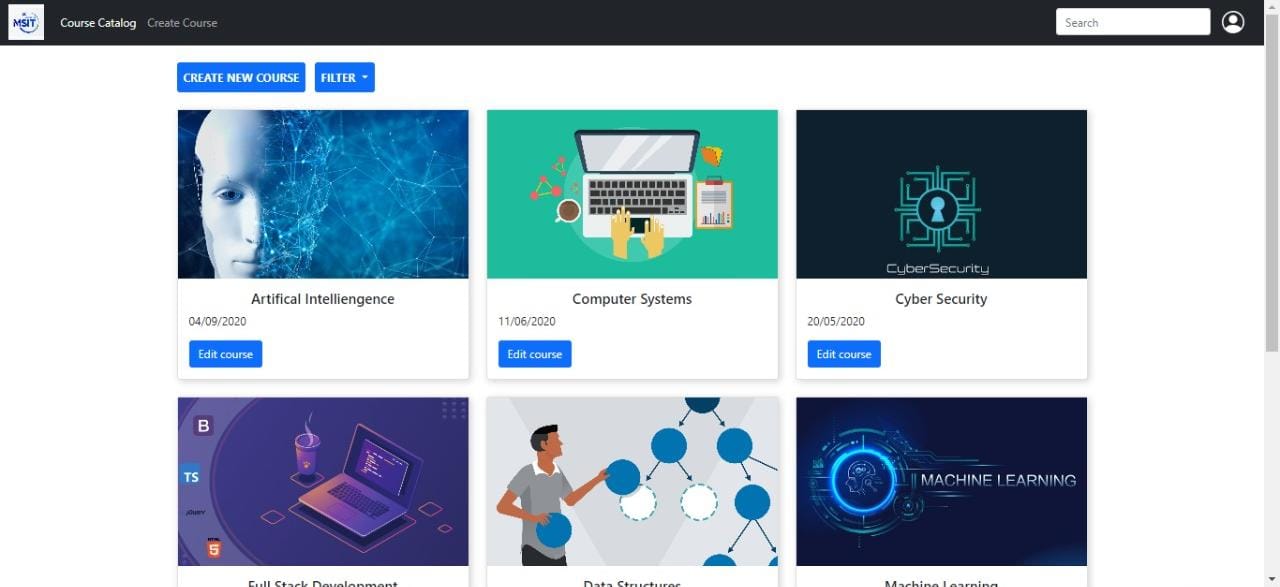 MSIT
Course Catalog
Create Course
Search
CREATE NEW COURSE
FILTER
CyberSecurity
Artifical Intelliengence
Computer Systems
Cyber Security
04/09/2020
11/06/2020
20/05/2020
Edit course
Edit course
Edit course
B
TS
jQuery
HTML
5
MACHINE LEARNING
Full Stack Development
Data Structures
Machine Learning